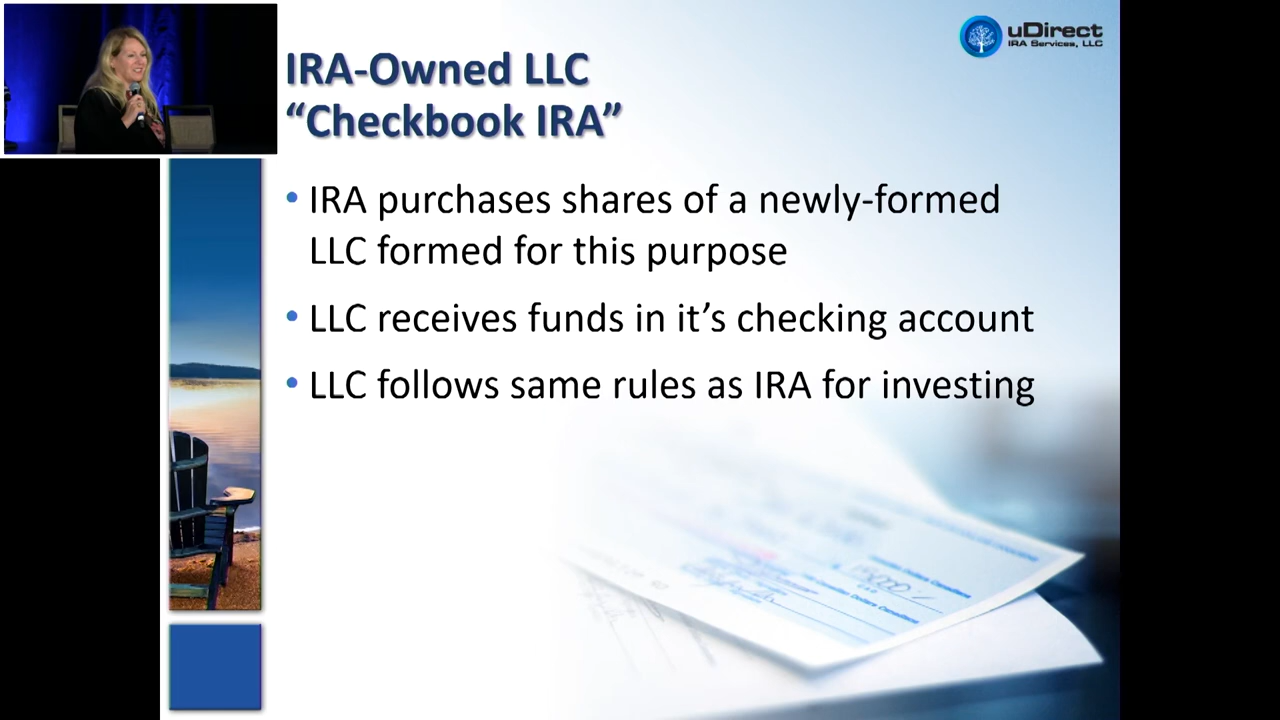 uDirect
IRA Services, LLC
IRA-Owned LLC
“Checkbook IRA”
• IRA purchases shares of a newly-formed
LLC formed for this purpose
• LLC receives funds in it’s checking account
• LLC follows same rules as IRA for investing